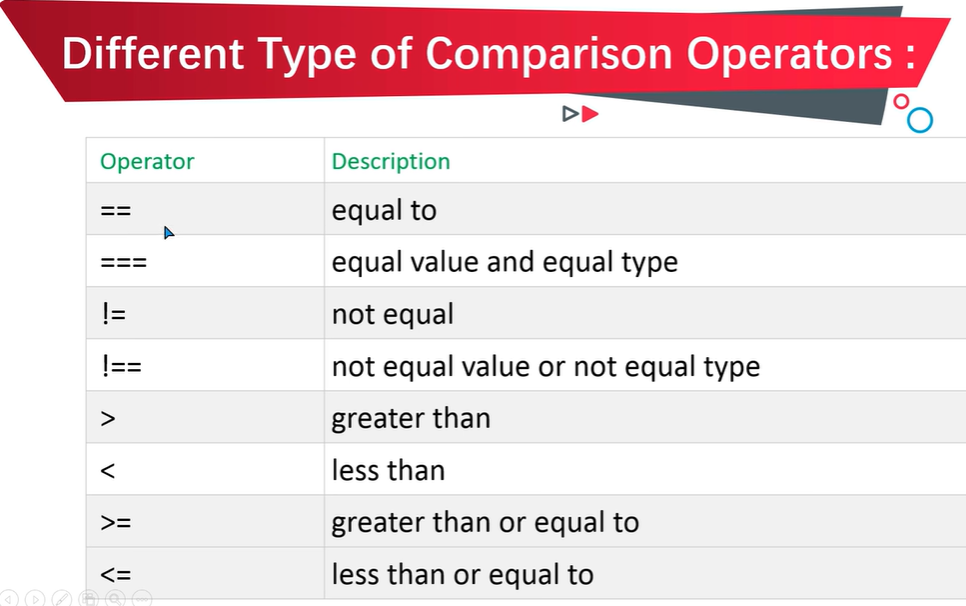 Different Type of Comparison Operators :
Operator Description
== equal to
=== equal value and equal type
!= not equal
!== not equal value or not equal type
> greater than
< less than
>= greater than or equal to
<= less than or equal to